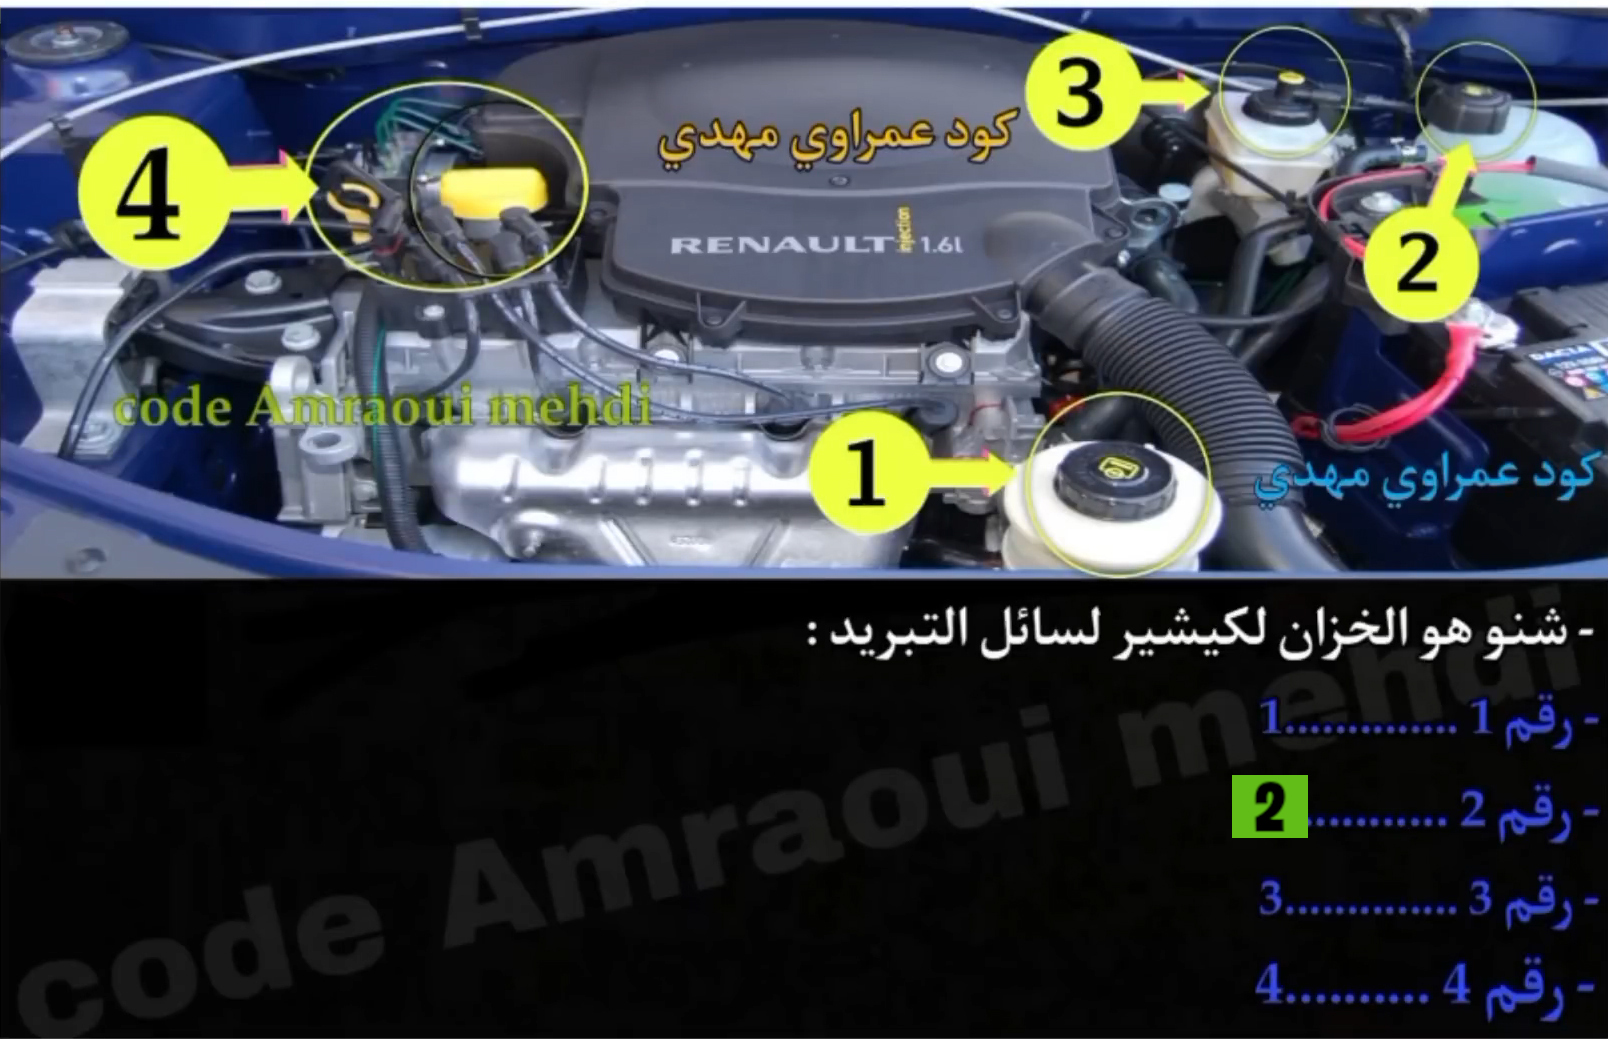 3
كود عمراوي مهدي
4
RENAULT injection 1.6l
2
DACIA
code Amraoui mehdi
1
كود عمراوي مهدي
- شنو هو الخزان لكيشير لسائل التبريد :
- رقم 1 ..............1
- رقم 2 ............2
- رقم 3 ..............3
- رقم 4 ..........4
code Amraoui mehdi